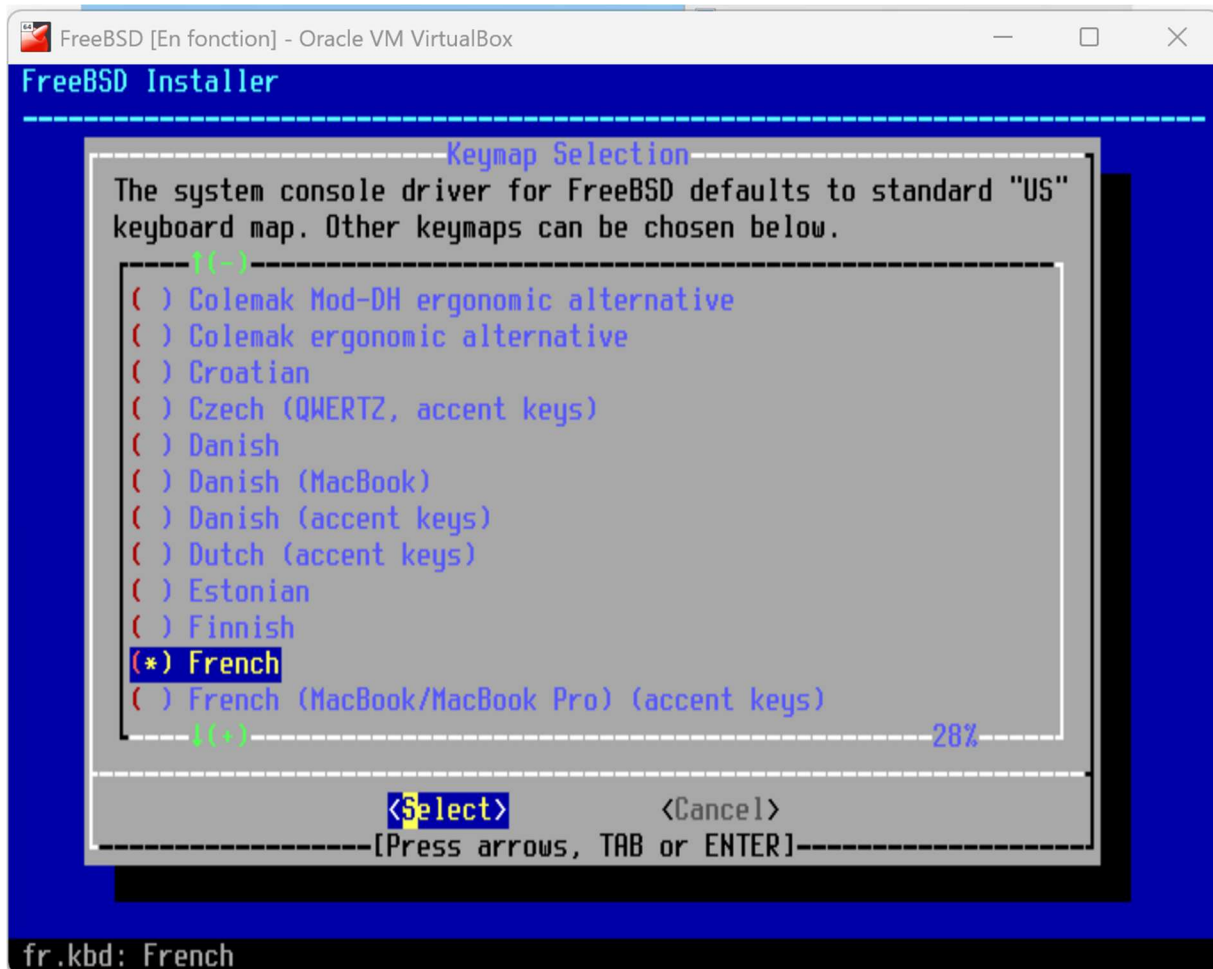 64
FreeBSD [En fonction] - Oracle VM VirtualBox
FreeBSD Installer
Keymap Selection
The system console driver for FreeBSD defaults to standard "US"
keyboard map. Other keymaps can be chosen below.
↑(-)
( ) Colemak Mod-DH ergonomic alternative
( ) Colemak ergonomic alternative
( ) Croatian
( ) Czech (QWERTZ, accent keys)
( ) Danish
( ) Danish (MacBook)
( ) Danish (accent keys)
( ) Dutch (accent keys)
( ) Estonian
( ) Finnish
(*) French
( ) French (MacBook/MacBook Pro) (accent keys)
↓(+) 28%
<Select> <Cancel>
[Press arrows, TAB or ENTER]
fr.kbd: French